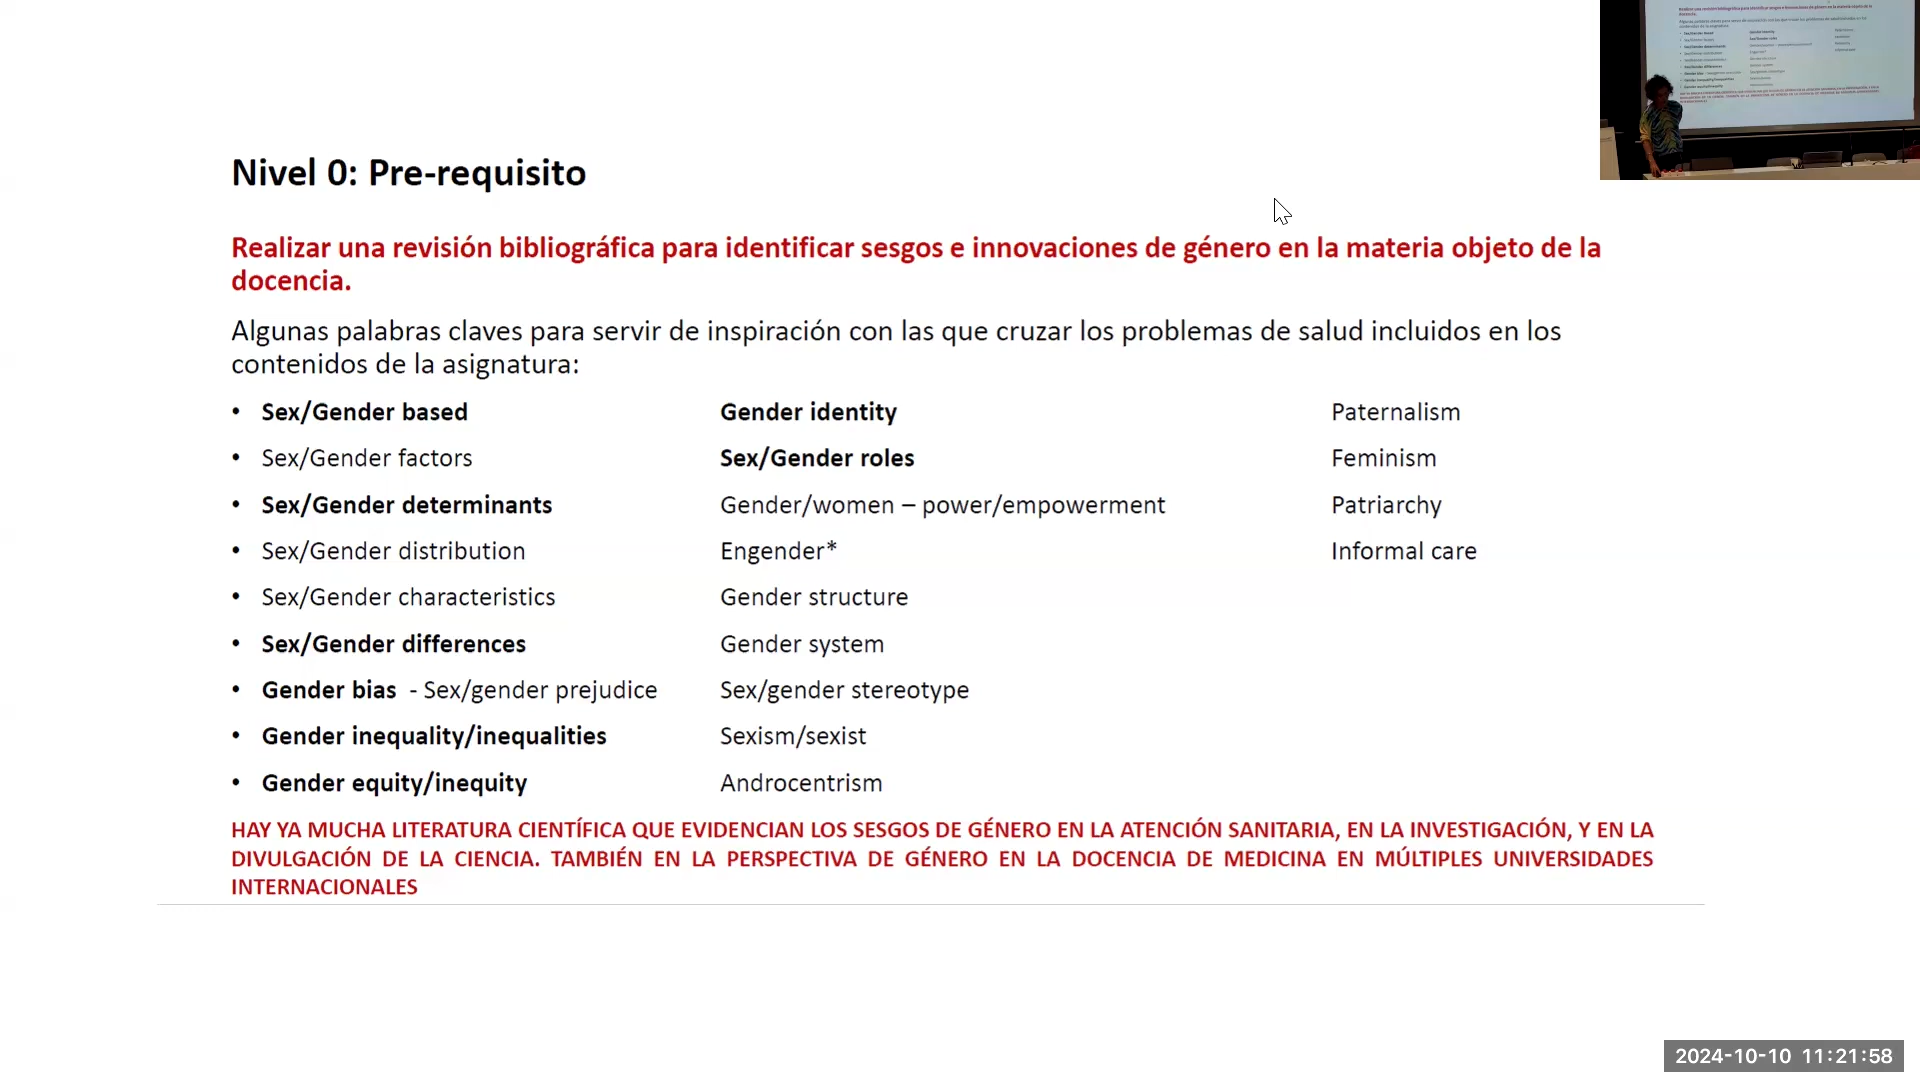 Nivel 0: Pre-requisito
Realizar una revisión bibliográfica para identificar sesgos e innovaciones de género en la materia objeto de la
docencia.
Algunas palabras claves para servir de inspiración con las que cruzar los problemas de salud incluidos en los
contenidos de la asignatura:
• Sex/Gender based
• Sex/Gender factors
• Sex/Gender determinants
• Sex/Gender distribution
• Sex/Gender characteristics
• Sex/Gender differences
• Gender bias - Sex/gender prejudice
• Gender inequality/inequalities
• Gender equity/inequity
Gender identity
Sex/Gender roles
Gender/women – power/empowerment
Engender*
Gender structure
Gender system
Sex/gender stereotype
Sexism/sexist
Androcentrism
Paternalism
Feminism
Patriarchy
Informal care
HAY YA MUCHA LITERATURA CIENTÍFICA QUE EVIDENCIAN LOS SESGOS DE GÉNERO EN LA ATENCIÓN SANITARIA, EN LA INVESTIGACIÓN, Y EN LA
DIVULGACIÓN DE LA CIENCIA. TAMBIÉN EN LA PERSPECTIVA DE GÉNERO EN LA DOCENCIA DE MEDICINA EN MÚLTIPLES UNIVERSIDADES
INTERNACIONALES
2024-10-10 11:21:58